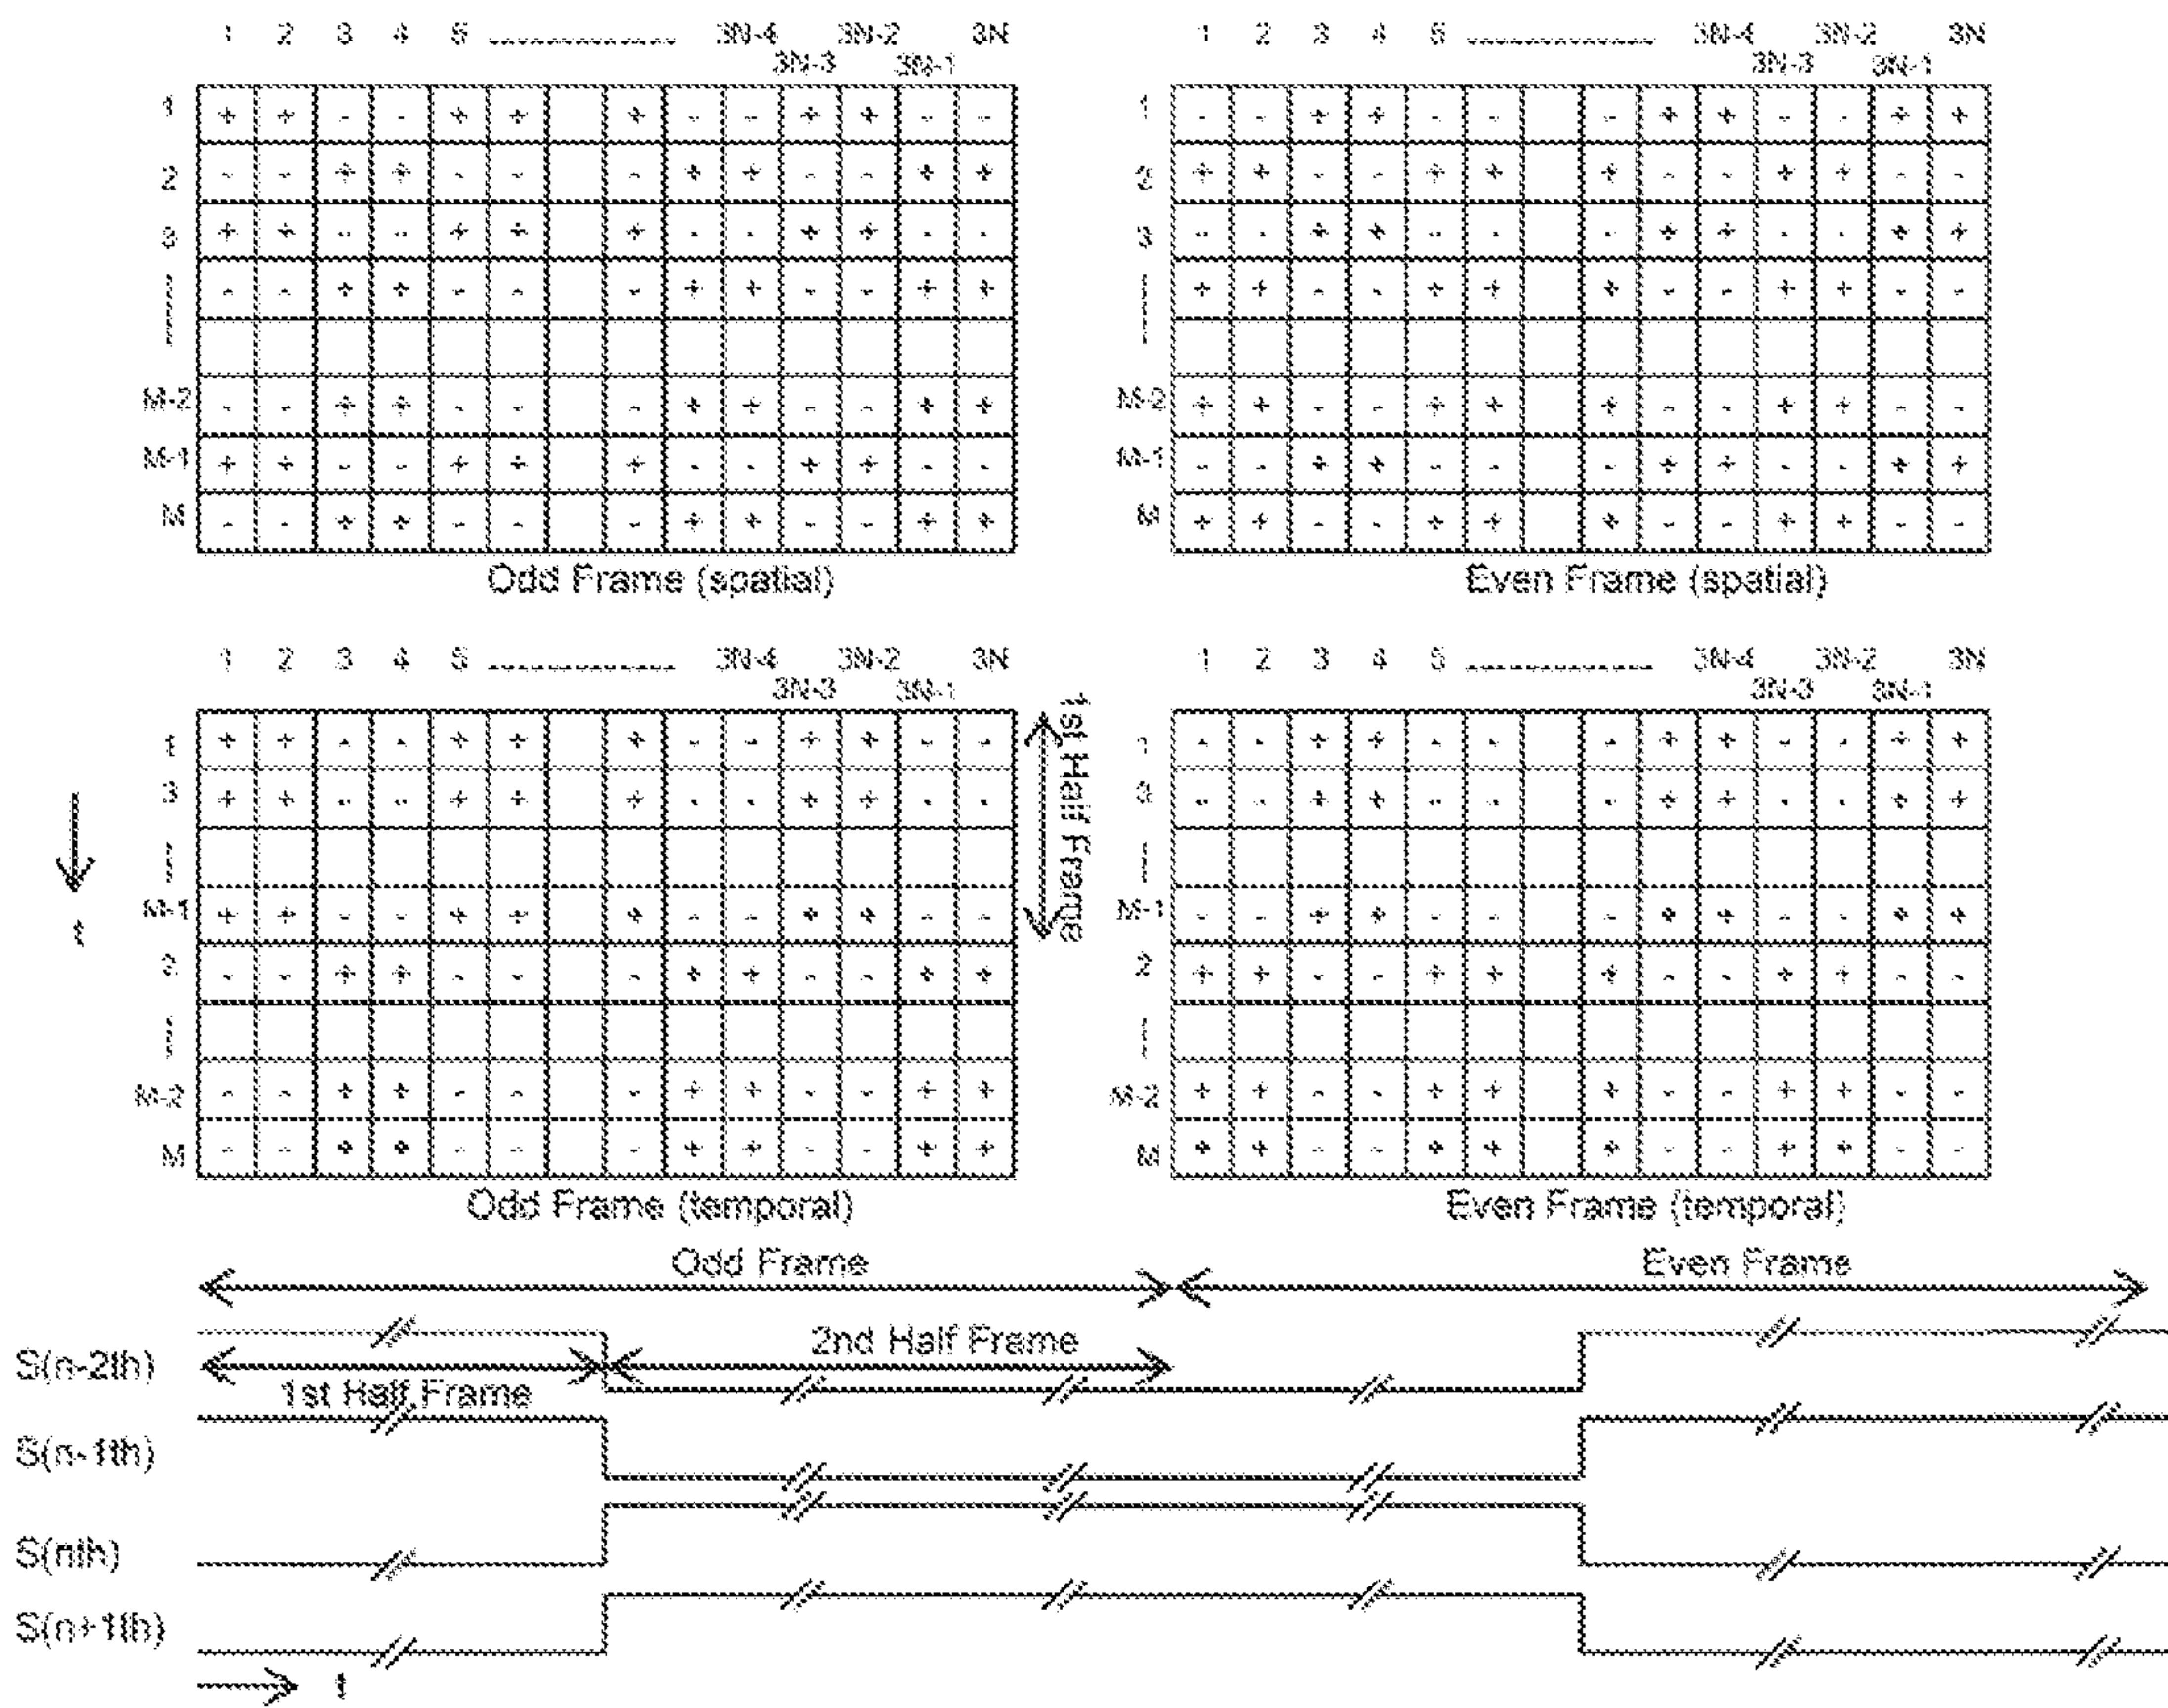 1 2 3 4 5 3N-4 3N-2 3N
3N-3 3N-1
1 + + - - + + + - - + + - -
2 - - + + - - - + + - - + +
3 + + - - + + + - - + + - -
- - + + - - - + + - - + +
M-2 - - + + - - - + + - - + +
M-1 + + - - + + + - - + + - -
M - - + + - - - + + - - + +
Odd Frame (spatial)
1 2 3 4 5 3N-4 3N-2 3N
3N-3 3N-1
1 - - + + - - - + + - - + +
2 + + - - + + + - - + + - -
3 - - + + - - - + + - - + +
+ + - - + + + - - + + - -
M-2 + + - - + + + - - + + - -
M-1 - - + + - - - + + - - + +
M + + - - + + + - - + + - -
Even Frame (spatial)
1 2 3 4 5 3N-4 3N-2 3N
3N-3 3N-1
1 + + - - + + + - - + + - -
3 + + - - + + + - - + + - -
M-1 + + - - + + + - - + + - -
2 - - + + - - - + + - - + +
M-2 - - + + - - - + + - - + +
M - - + + - - - + + - - + +
t
1st Half Frame
Odd Frame (temporal)
1 2 3 4 5 3N-4 3N-2 3N
3N-3 3N-1
1 - - + + - - - + + - - + +
3 - - + + - - - + + - - + +
M-1 - - + + - - - + + - - + +
2 + + - - + + + - - + + - -
M-2 + + - - + + + - - + + - -
M + + - - + + + - - + + - -
Even Frame (temporal)
Odd Frame Even Frame
S(n-2th) 2nd Half Frame
1st Half Frame
S(n-1th)
S(nth)
S(n+1th)
t